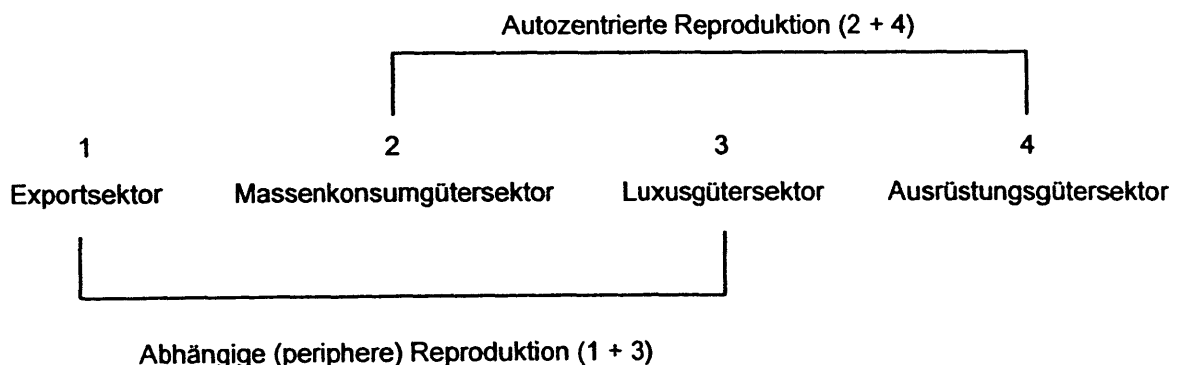 Autozentrierte Reproduktion (2 + 4)
1 2 3 4
Exportsektor Massenkonsumgütersektor Luxusgütersektor Ausrüstungsgütersektor
Abhängige (periphere) Reproduktion (1 + 3)